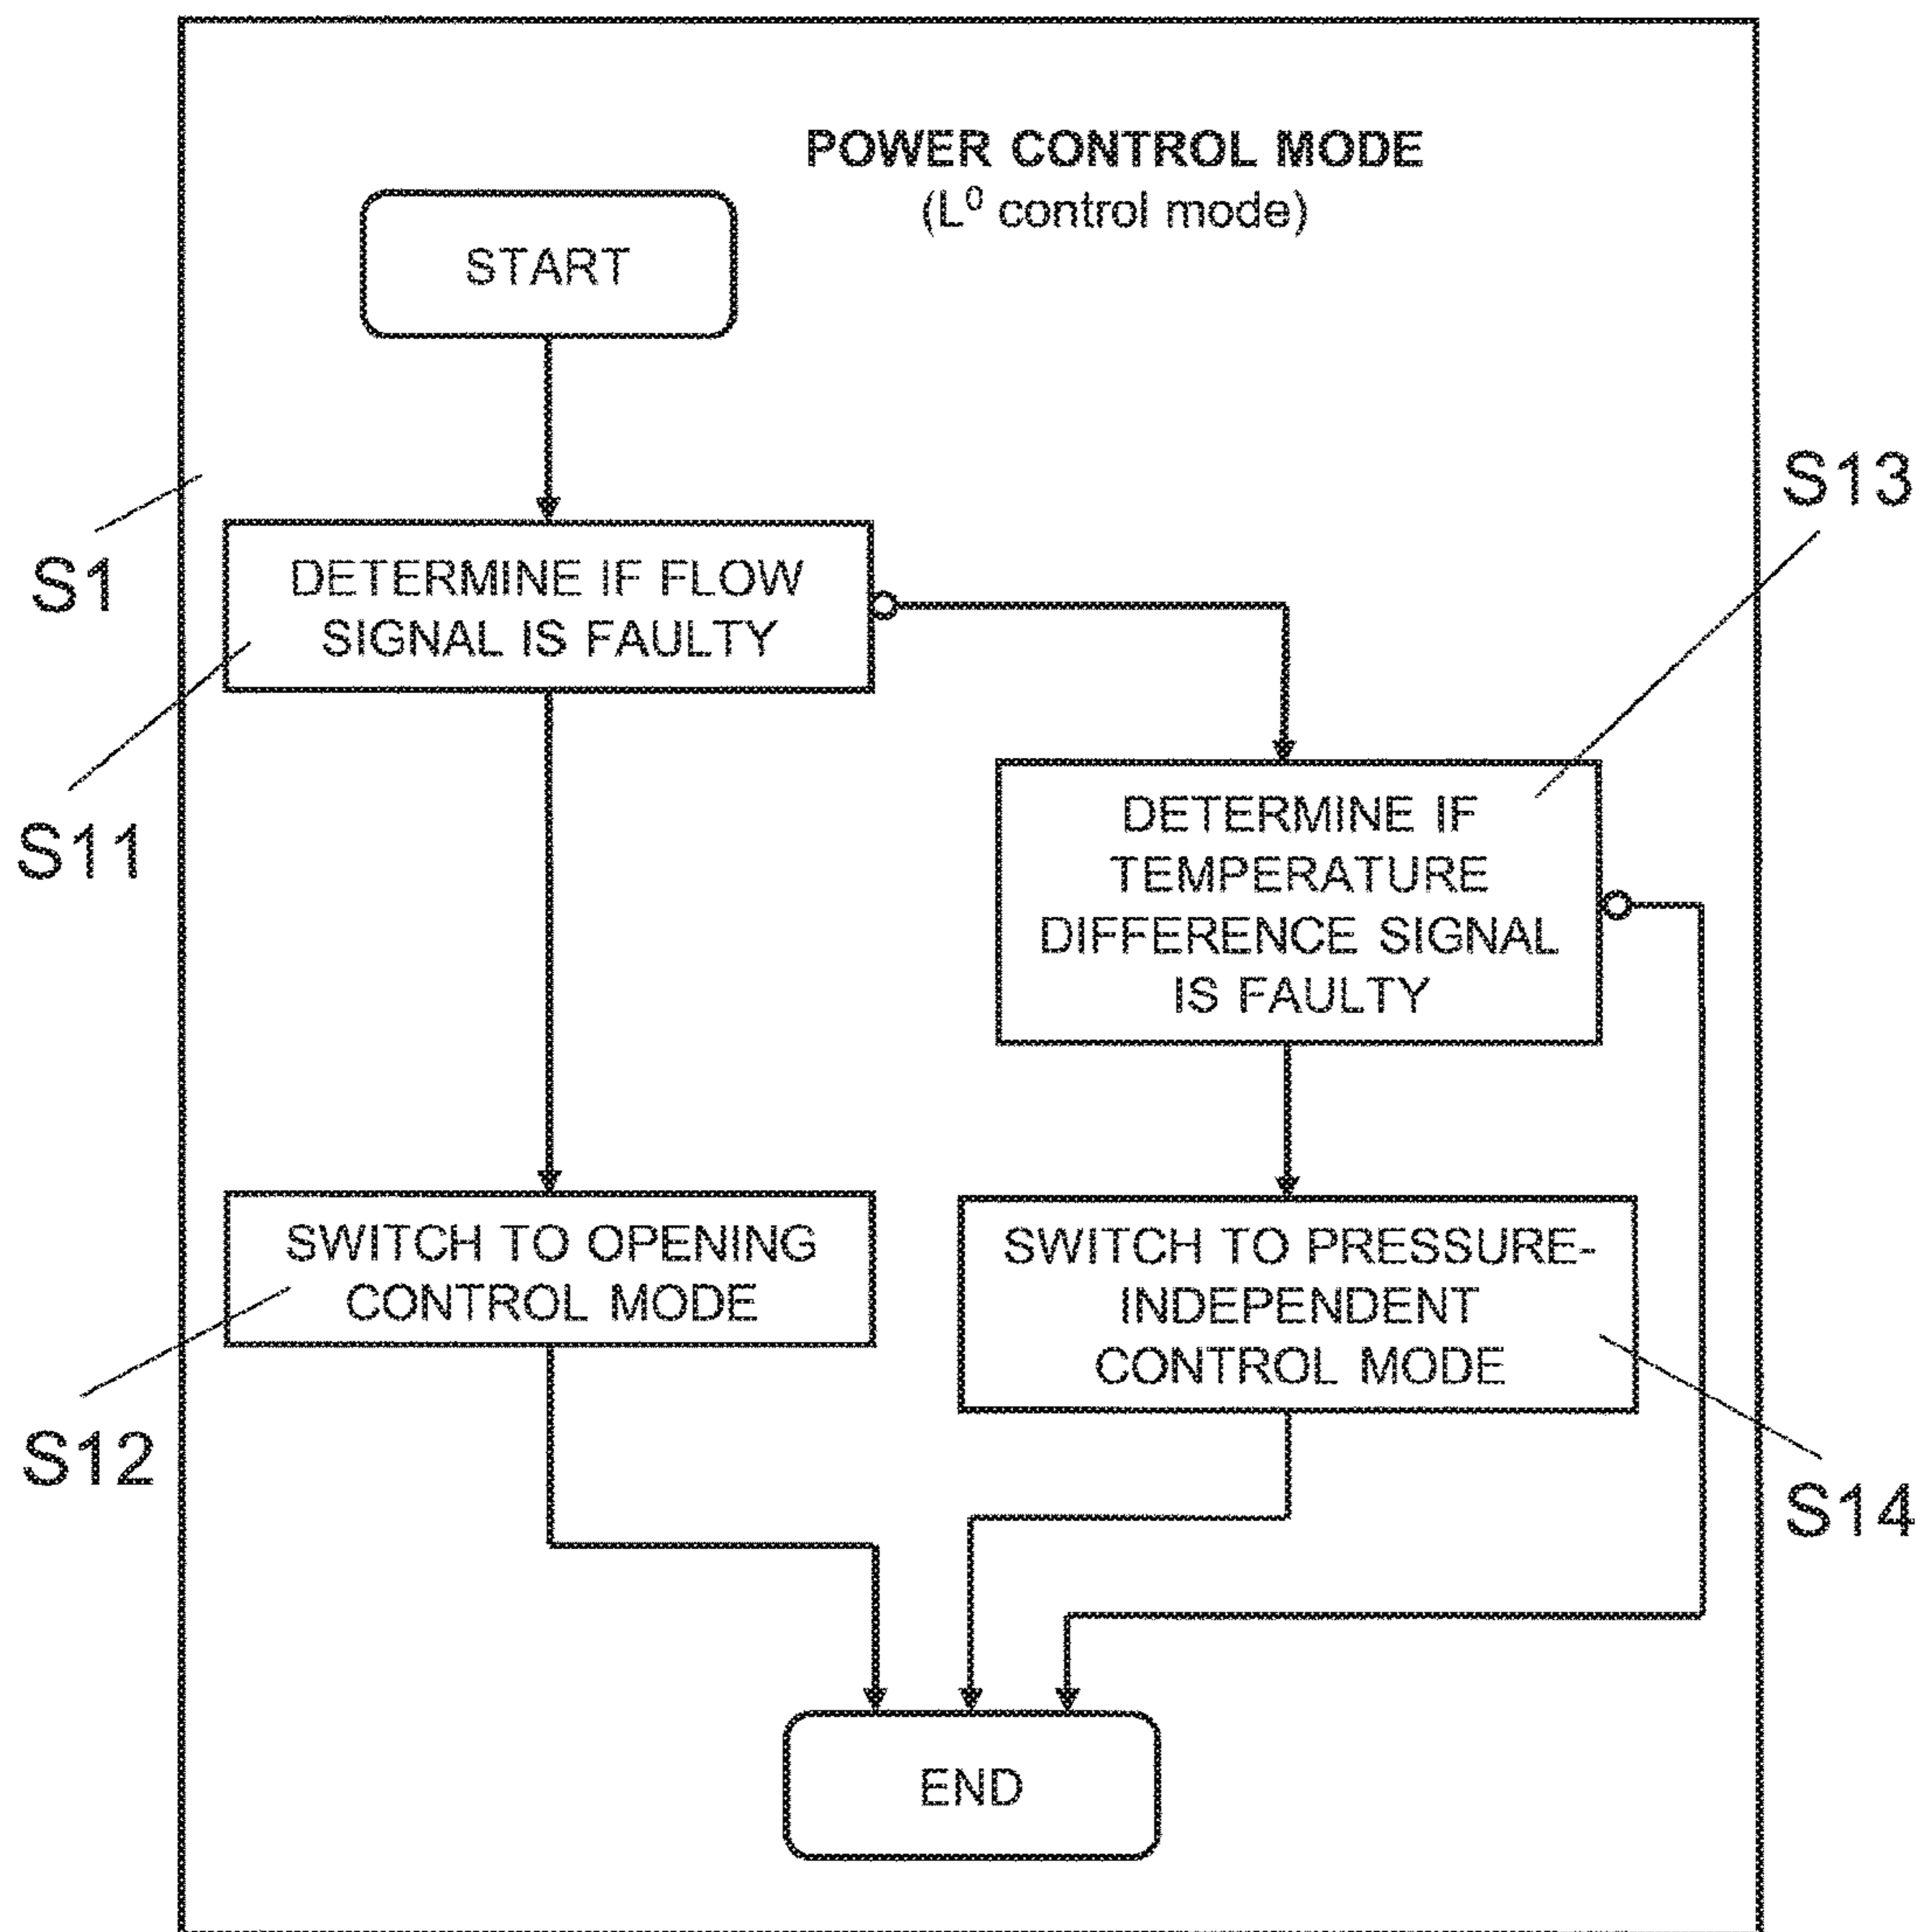 POWER CONTROL MODE
(L⁰ control mode)
START
S13
S1
DETERMINE IF FLOW
SIGNAL IS FAULTY
S11
DETERMINE IF
TEMPERATURE
DIFFERENCE SIGNAL
IS FAULTY
SWITCH TO OPENING
CONTROL MODE
SWITCH TO PRESSURE-
INDEPENDENT
CONTROL MODE
S12
S14
END